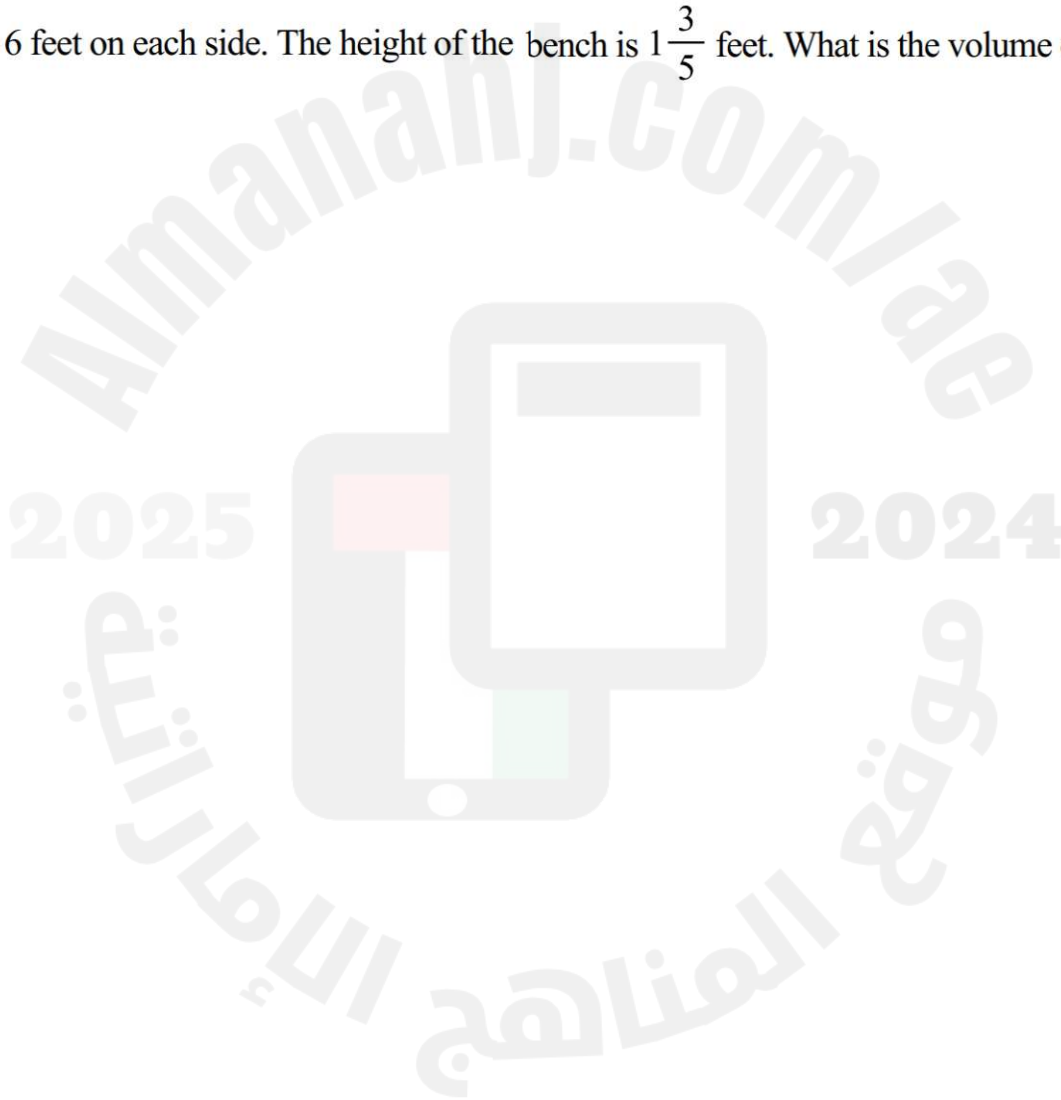 6 feet on each side. The height of the bench is 1 3/5 feet. What is the volume
Almanahj.com/ae
2025 2024
موقع المناهج الإماراتية